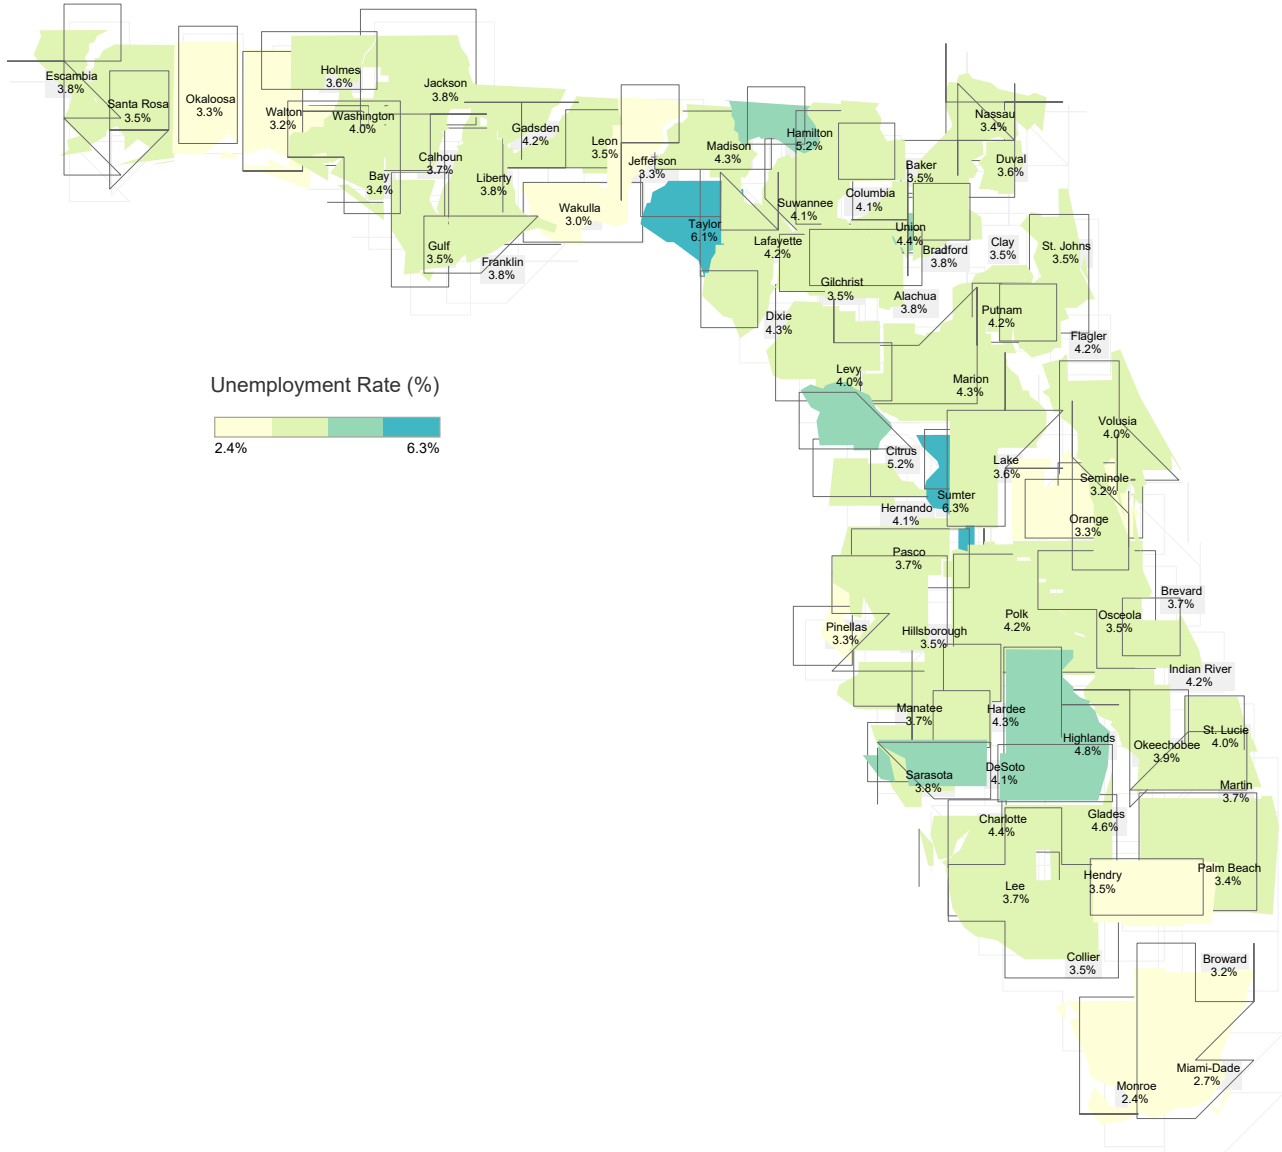 Escambia
3.8%
Santa Rosa
3.5%
Okaloosa
3.3%
Walton
3.2%
Holmes
3.6%
Washington
4.0%
Jackson
3.8%
Bay
3.4%
Calhoun
3.7%
Gulf
3.5%
Liberty
3.8%
Gadsden
4.2%
Franklin
3.8%
Leon
3.5%
Wakulla
3.0%
Jefferson
3.3%
Madison
4.3%
Taylor
6.1%
Hamilton
5.2%
Suwannee
4.1%
Lafayette
4.2%
Columbia
4.1%
Baker
3.5%
Nassau
3.4%
Duval
3.6%
Union
4.4%
Bradford
3.8%
Clay
3.5%
St. Johns
3.5%
Gilchrist
3.5%
Alachua
3.8%
Dixie
4.3%
Putnam
4.2%
Flagler
4.2%
Levy
4.0%
Marion
4.3%
Unemployment Rate (%)
2.4% 6.3%
Volusia
4.0%
Citrus
5.2%
Lake
3.6%
Seminole
3.2%
Sumter
6.3%
Hernando
4.1%
Orange
3.3%
Pasco
3.7%
Brevard
3.7%
Pinellas
3.3%
Hillsborough
3.5%
Polk
4.2%
Osceola
3.5%
Indian River
4.2%
Manatee
3.7%
Hardee
4.3%
Highlands
4.8%
Okeechobee
3.9%
St. Lucie
4.0%
Sarasota
3.8%
DeSoto
4.1%
Martin
3.7%
Charlotte
4.4%
Glades
4.6%
Lee
3.7%
Hendry
3.5%
Palm Beach
3.4%
Collier
3.5%
Broward
3.2%
Monroe
2.4%
Miami-Dade
2.7%